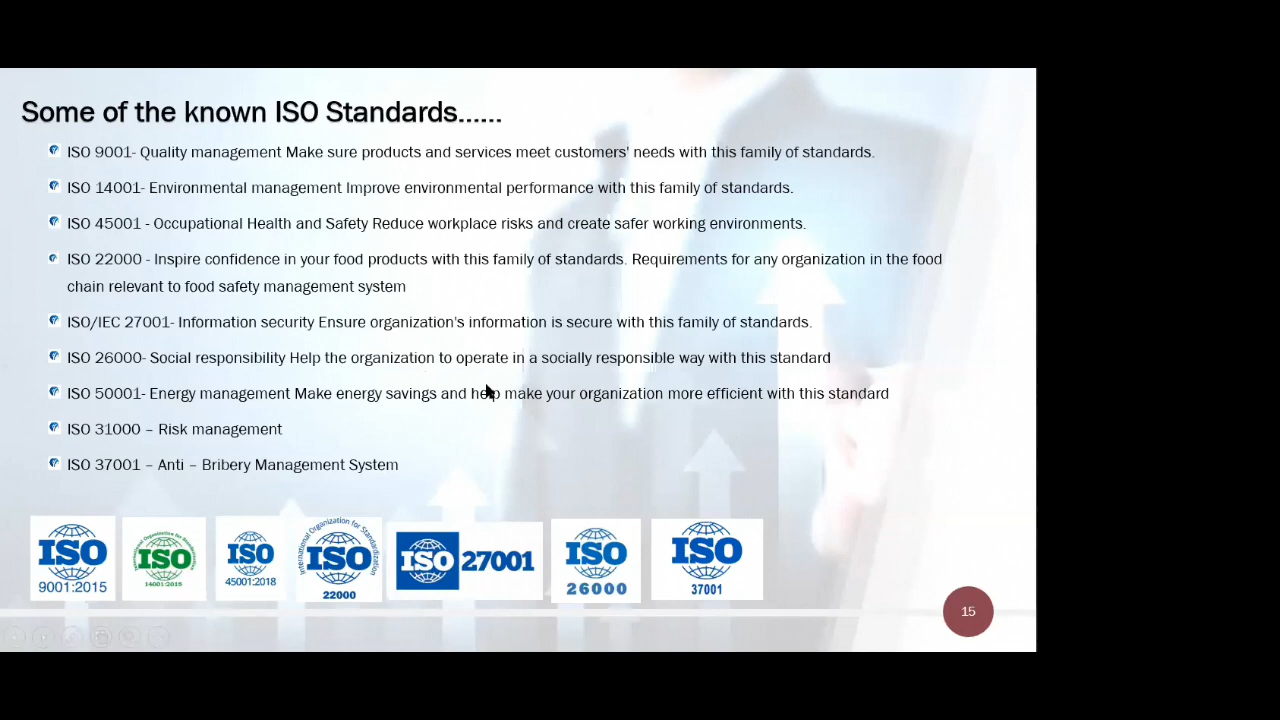 Some of the known ISO Standards......
ISO 9001- Quality management Make sure products and services meet customers' needs with this family of standards.
ISO 14001- Environmental management Improve environmental performance with this family of standards.
ISO 45001 - Occupational Health and Safety Reduce workplace risks and create safer working environments.
ISO 22000 - Inspire confidence in your food products with this family of standards. Requirements for any organization in the food
chain relevant to food safety management system
ISO/IEC 27001- Information security Ensure organization's information is secure with this family of standards.
ISO 26000- Social responsibility Help the organization to operate in a socially responsible way with this standard
ISO 50001- Energy management Make energy savings and help make your organization more efficient with this standard
ISO 31000 – Risk management
ISO 37001 – Anti – Bribery Management System
ISO
9001:2015
ISO
14001:2015
ISO
45001:2018
International Organization for Standardization
ISO
22000
ISO 27001
ISO
26000
ISO
37001
15